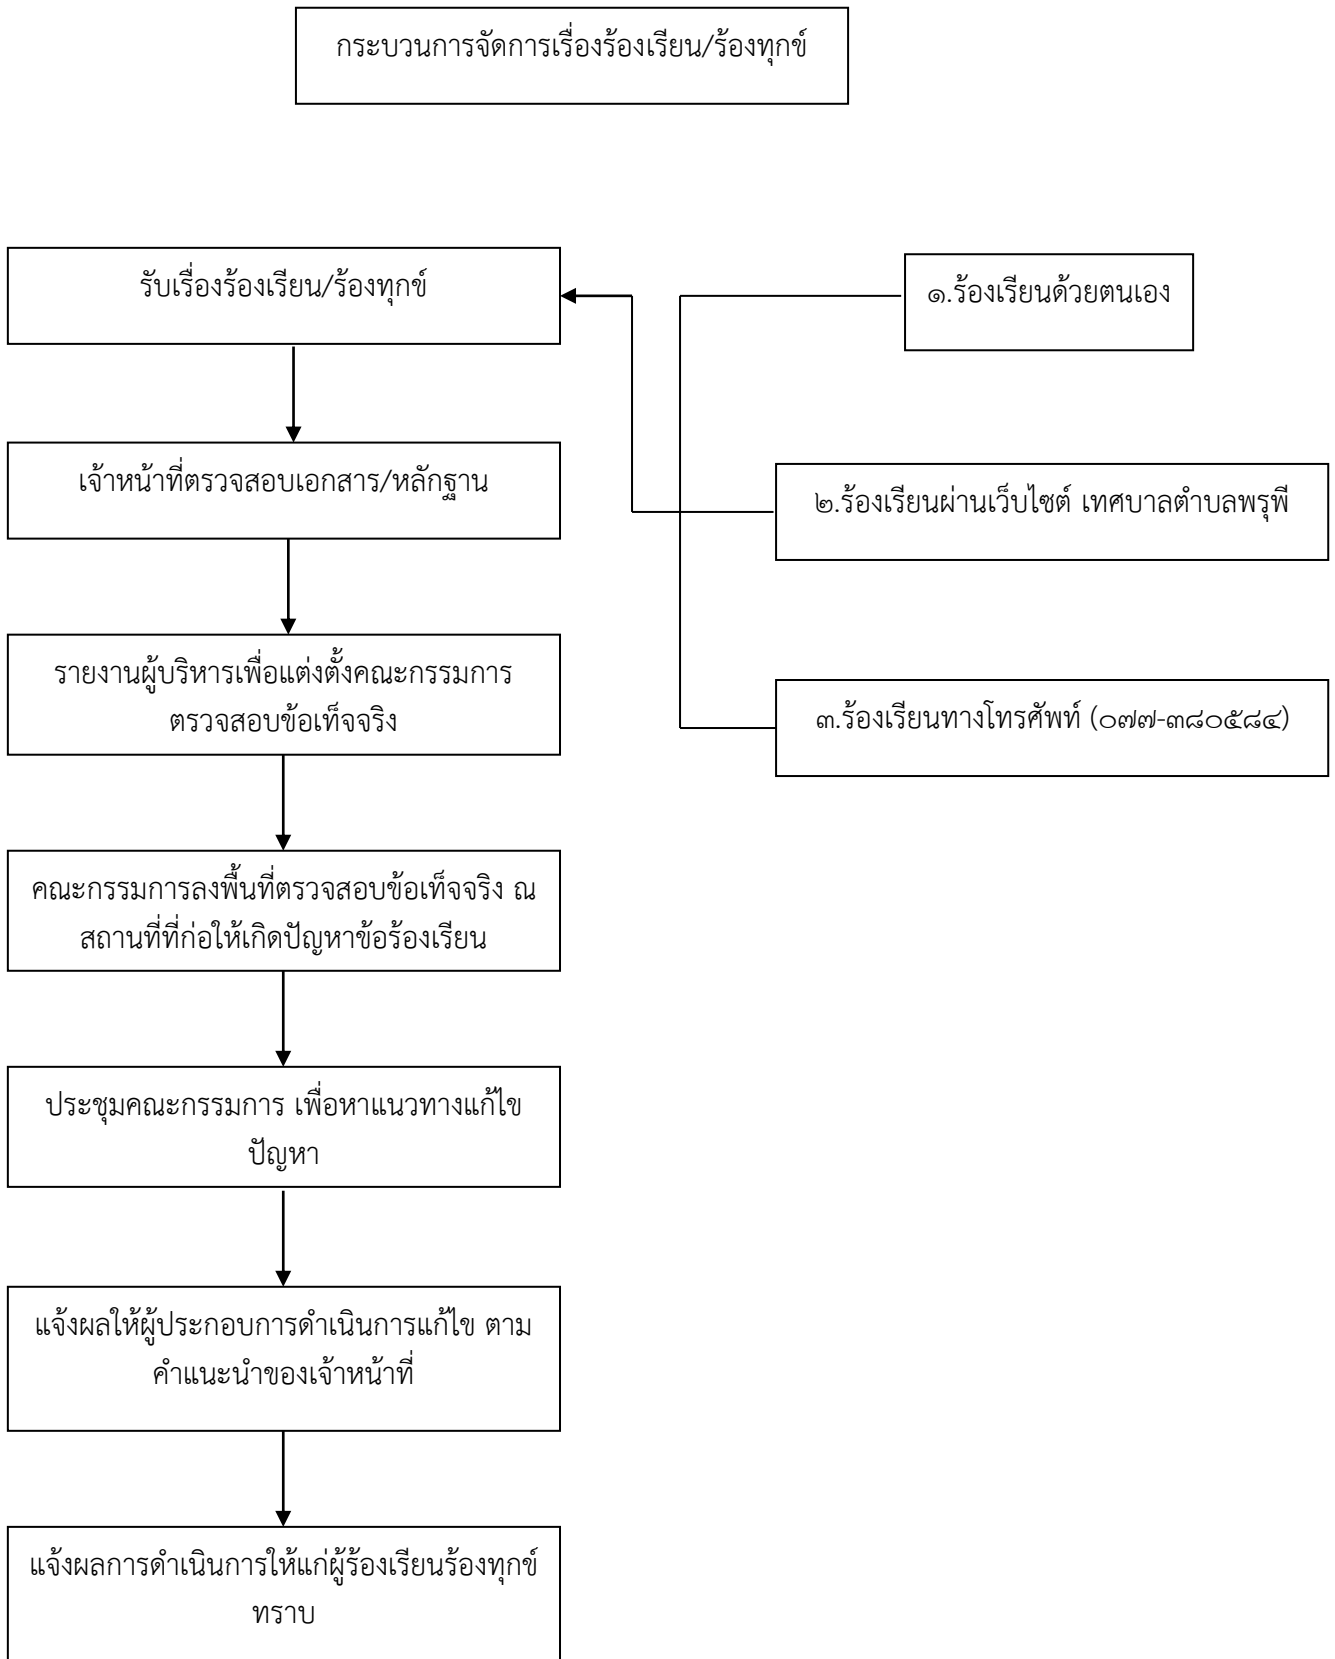 กระบวนการจัดการเรื่องร้องเรียน/ร้องทุกข์
รับเรื่องร้องเรียน/ร้องทุกข์
๑.ร้องเรียนด้วยตนเอง
เจ้าหน้าที่ตรวจสอบเอกสาร/หลักฐาน
๒.ร้องเรียนผ่านเว็บไซต์ เทศบาลตำบลพรุพี
รายงานผู้บริหารเพื่อแต่งตั้งคณะกรรมการ
ตรวจสอบข้อเท็จจริง
๓.ร้องเรียนทางโทรศัพท์ (๐๗๗-๓๘๐๕๘๔)
คณะกรรมการลงพื้นที่ตรวจสอบข้อเท็จจริง ณ
สถานที่ที่ก่อให้เกิดปัญหาข้อร้องเรียน
ประชุมคณะกรรมการ เพื่อหาแนวทางแก้ไข
ปัญหา
แจ้งผลให้ผู้ประกอบการดำเนินการแก้ไข ตาม
คำแนะนำของเจ้าหน้าที่
แจ้งผลการดำเนินการให้แก่ผู้ร้องเรียนร้องทุกข์
ทราบ